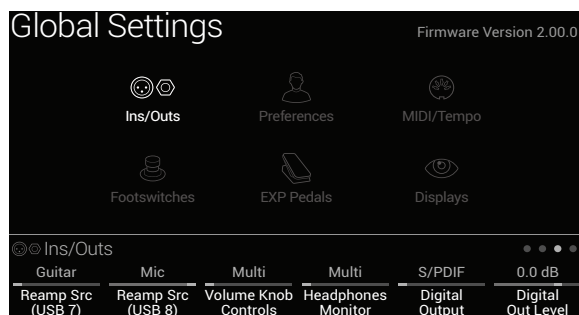 Global Settings
Firmware Version 2.00.0
Ins/Outs
Preferences
MIDI/Tempo
Footswitches
EXP Pedals
Displays
Ins/Outs
Guitar
Mic
Multi
Multi
S/PDIF
0.0 dB
Reamp Src
(USB 7)
Reamp Src
(USB 8)
Volume Knob
Controls
Headphones
Monitor
Digital
Output
Digital
Out Level